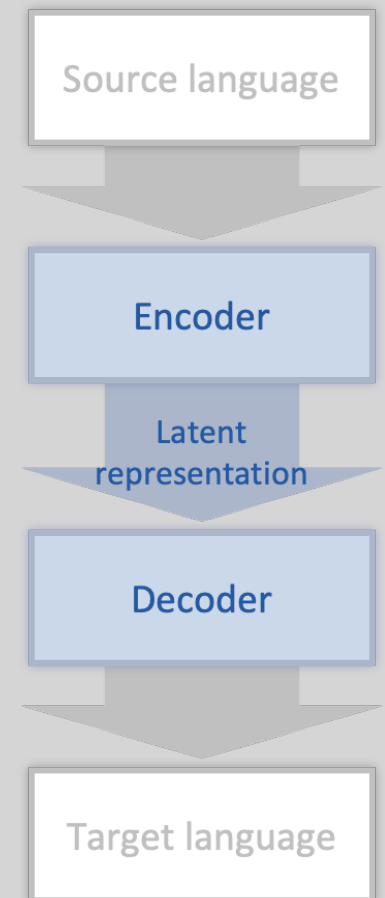 Source language
Encoder
Latent
representation
Decoder
Target language